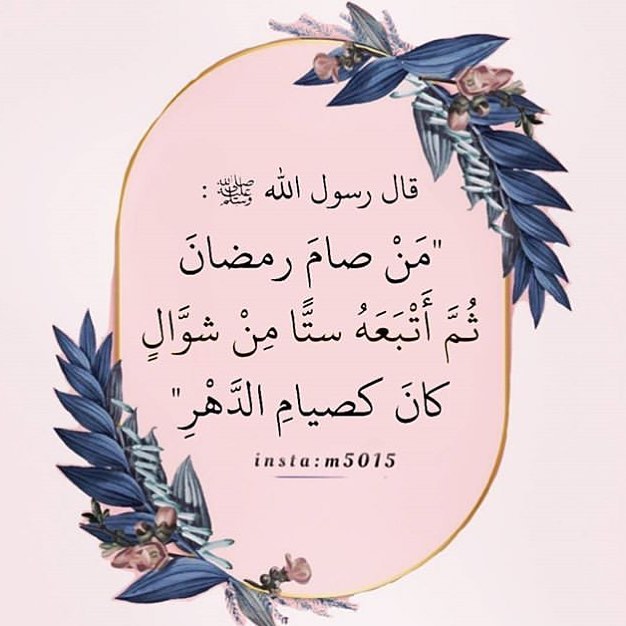 قال رسول الله ﷺ :
"مَنْ صامَ رمضانَ
ثُمَّ أَتْبَعَهُ ستًّا مِنْ شوَّالٍ
كانَ كصيامِ الدَّهْرِ"
insta:m5015